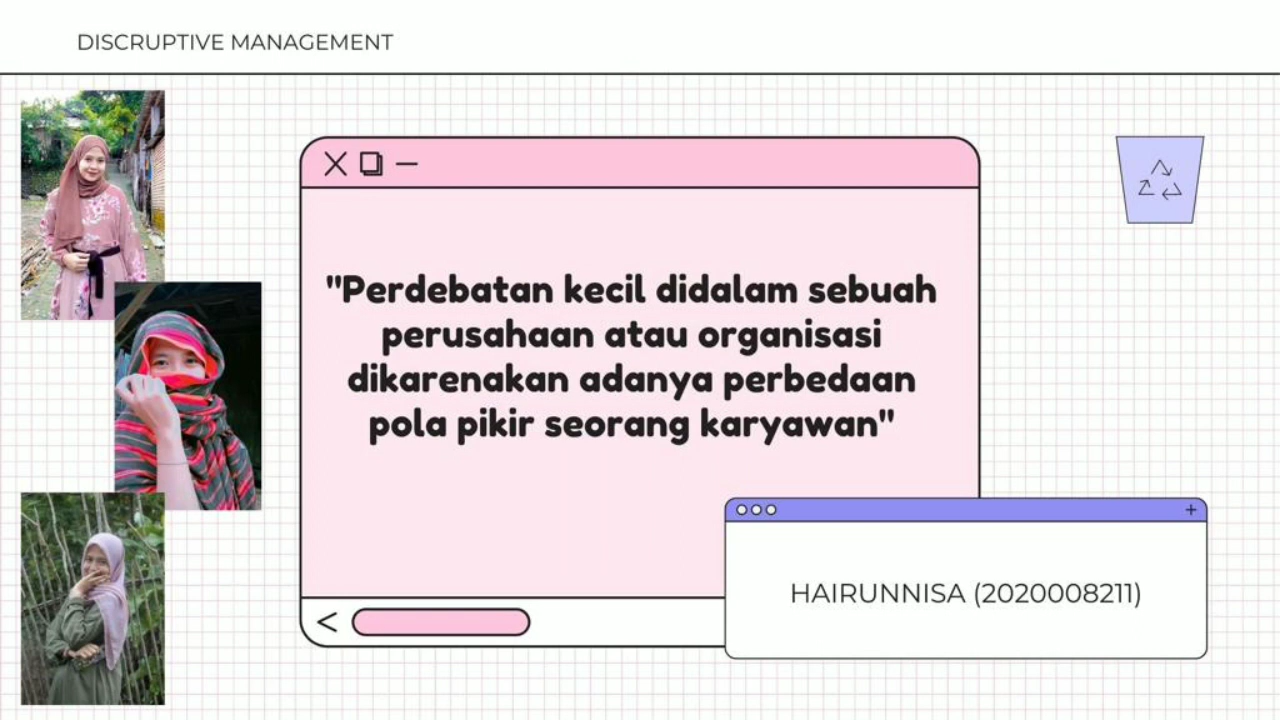 DISCRUPTIVE MANAGEMENT
"Perdebatan kecil didalam sebuah
perusahaan atau organisasi
dikarenakan adanya perbedaan
pola pikir seorang karyawan"
HAIRUNNISA (2020008211)